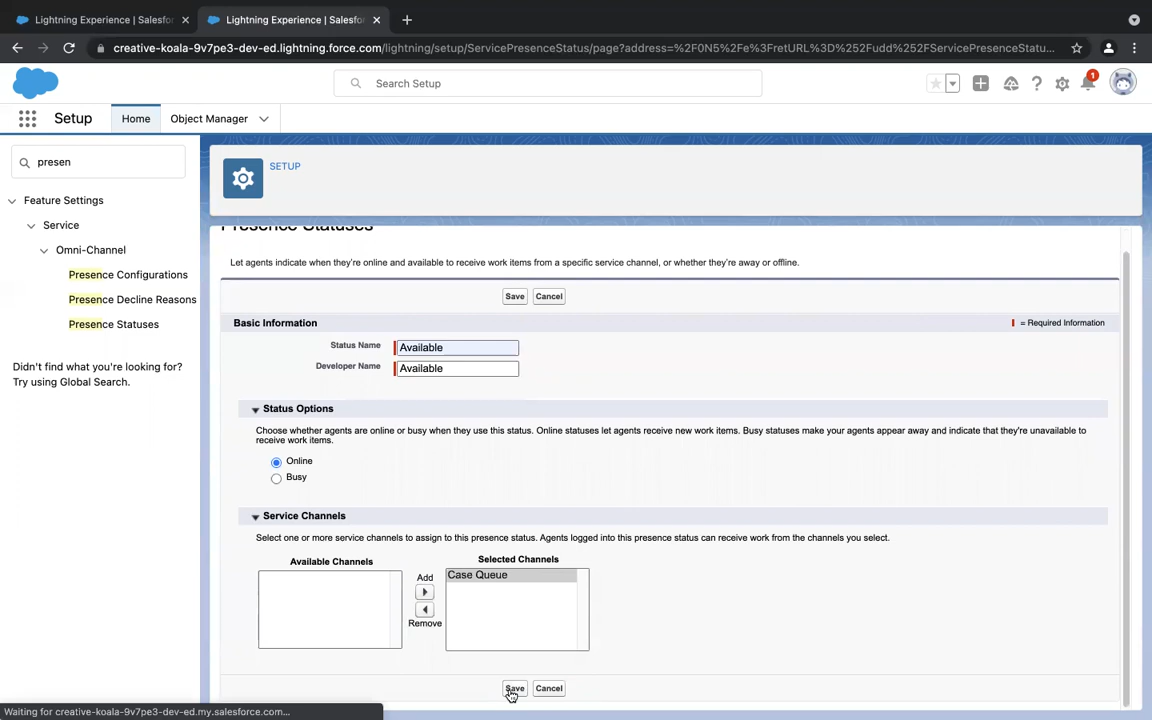 Lightning Experience | Salesfo
Lightning Experience | Salesfo
creative-koala-9v7pe3-dev-ed.lightning.force.com/lightning/setup/ServicePresenceStatus/page?address=%2F0N5%2Fe%3FretURL%3D%252Fudd%252FServicePresenceStatu...
Search Setup
1
Setup
Home
Object Manager
presen
SETUP
Feature Settings
Service
Omni-Channel
Presence Configurations
Presence Decline Reasons
Presence Statuses
Didn't find what you're looking for?
Try using Global Search.
Presence Statuses
Let agents indicate when they're online and available to receive work items from a specific service channel, or whether they're away or offline.
Save Cancel
Basic Information
= Required Information
Status Name Available
Developer Name Available
Status Options
Choose whether agents are online or busy when they use this status. Online statuses let agents receive new work items. Busy statuses make your agents appear away and indicate that they're unavailable to
receive work items.
Online
Busy
Service Channels
Select one or more service channels to assign to this presence status. Agents logged into this presence status can receive work from the channels you select.
Available Channels
Selected Channels
Add
Remove
Case Queue
Save Cancel
Waiting for creative-koala-9v7pe3-dev-ed.my.salesforce.com...